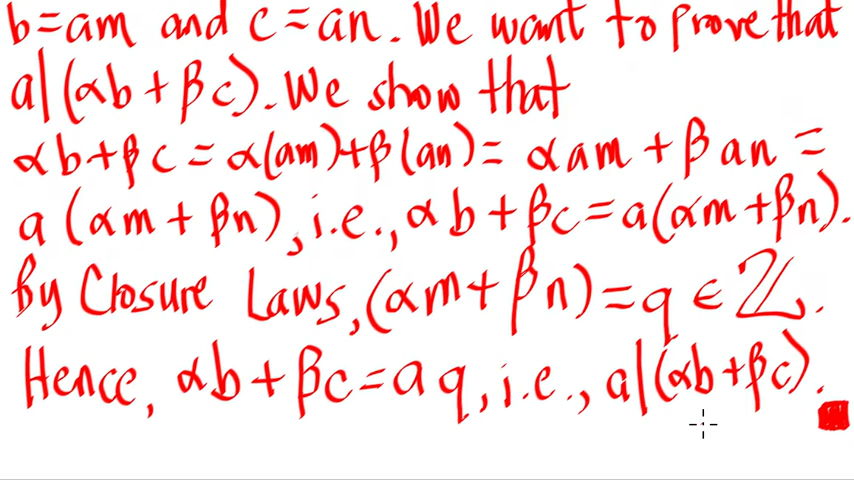 b=am and c=an. We want to prove that
a|(αb+βc). We show that
αb+βc=α(am)+β(an)=αam+βan=
a(αm+βn), i.e., αb+βc=a(αm+βn).
By Closure Laws, (αm+βn)=q∈ℤ.
Hence, αb+βc=aq, i.e., a|(αb+βc).